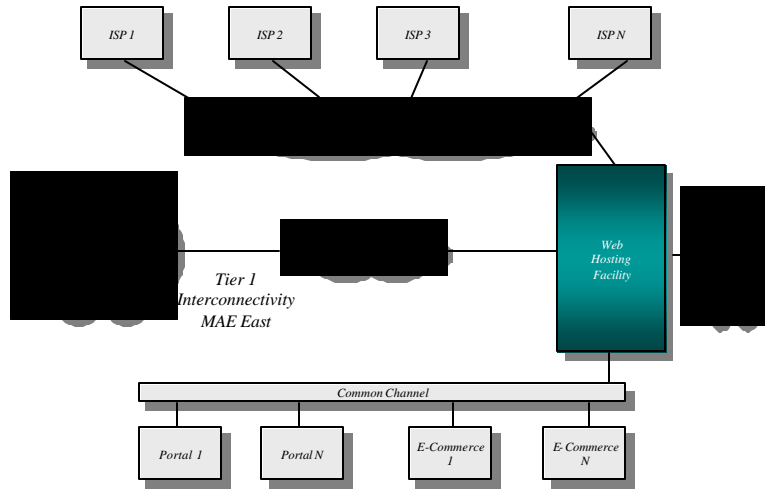 ISP 1
ISP 2
ISP 3
ISP N
Web
Hosting
Facility
Tier 1
Interconnectivity
MAE East
Common Channel
Portal 1
Portal N
E-Commerce
1
E-Commerce
N